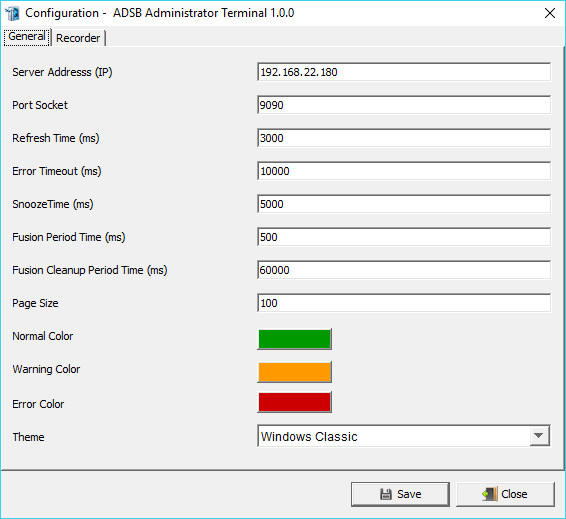 Configuration - ADSB Administrator Terminal 1.0.0
General Recorder
Server Addresss (IP) 192.168.22.180
Port Socket 9090
Refresh Time (ms) 3000
Error Timeout (ms) 10000
SnoozeTime (ms) 5000
Fusion Period Time (ms) 500
Fusion Cleanup Period Time (ms) 60000
Page Size 100
Normal Color
Warning Color
Error Color
Theme Windows Classic
Save Close